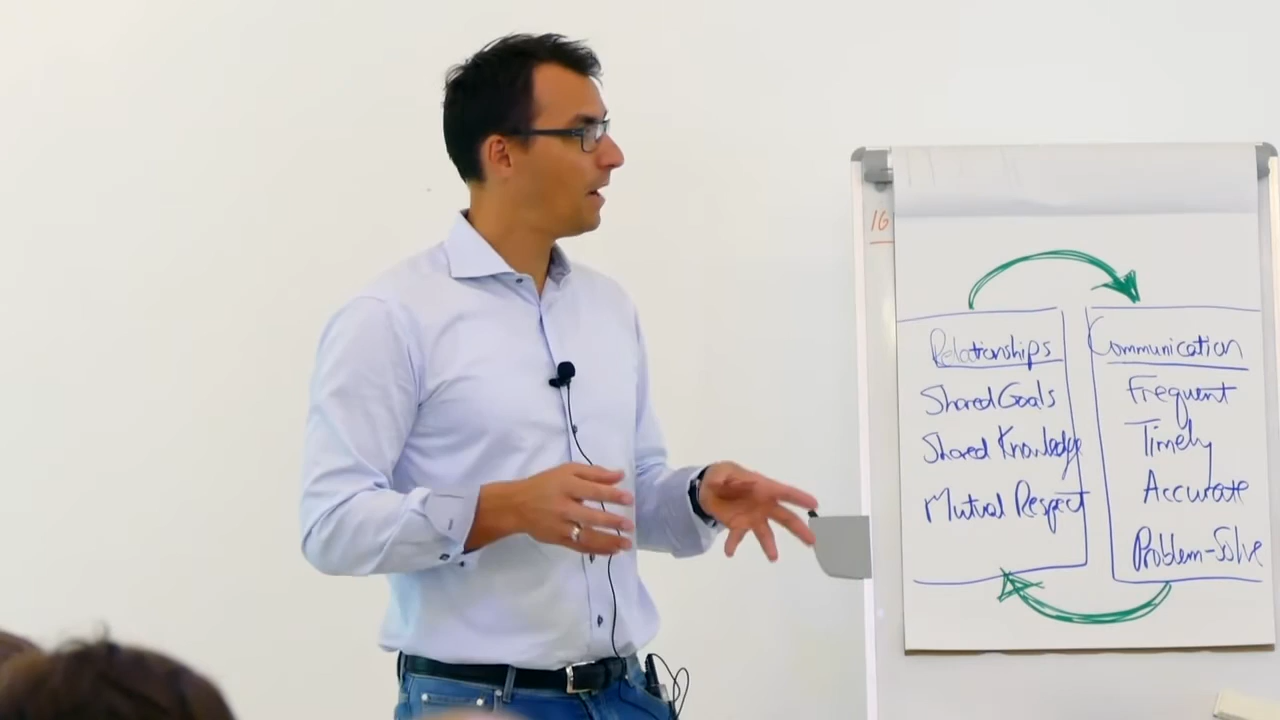 16
Relationships
Shared Goals
Shared Knowledge
Mutual Respect
Communication
Frequent
Timely
Accurate
Problem-Solve